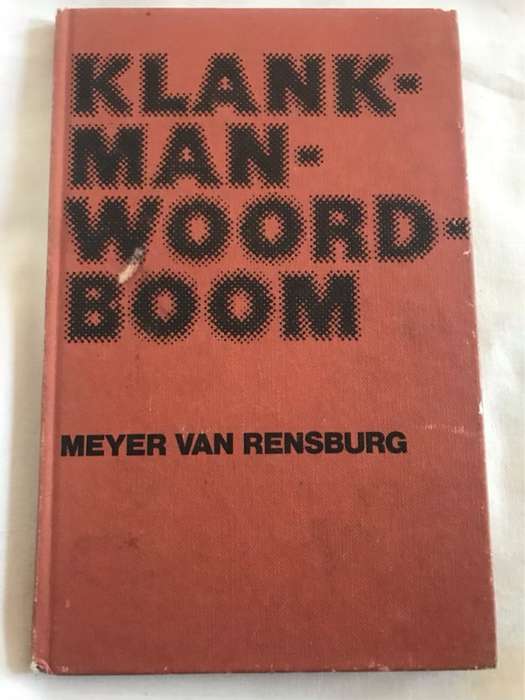 KLANK-
MAN-
WOORD-
BOOM
MEYER VAN RENSBURG